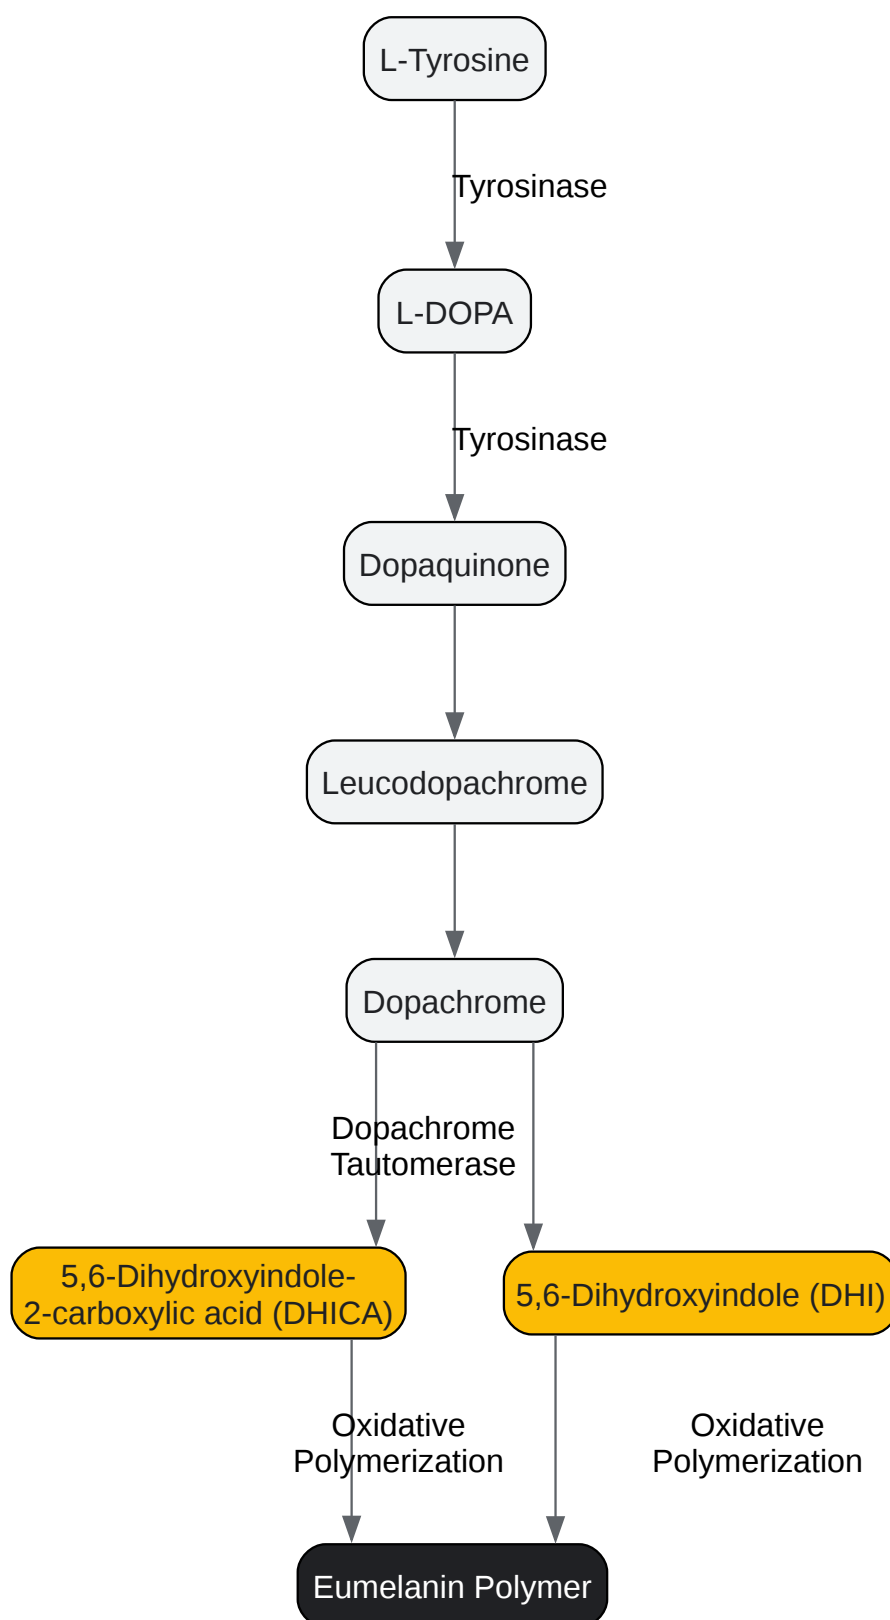 L-Tyrosine
Tyrosinase
L-DOPA
Tyrosinase
Dopaquinone
Leucodopachrome
Dopachrome
Dopachrome
Tautomerase
5,6-Dihydroxyindole-
2-carboxylic acid (DHICA)
5,6-Dihydroxyindole (DHI)
Oxidative
Polymerization
Oxidative
Polymerization
Eumelanin Polymer